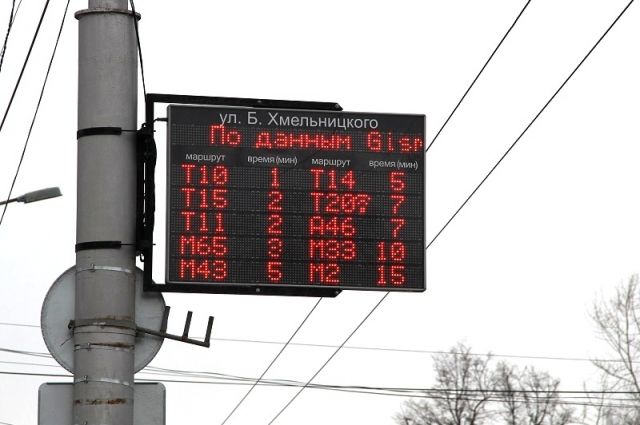 ул. Б. Хмельницкого
По данным Gis
маршрут время (мин) маршрут время (мин)
Т10 1 Т14 5
Т15 2 7
Т11 2 А46 7
М65 3 М33 10
М43 5 М2 15